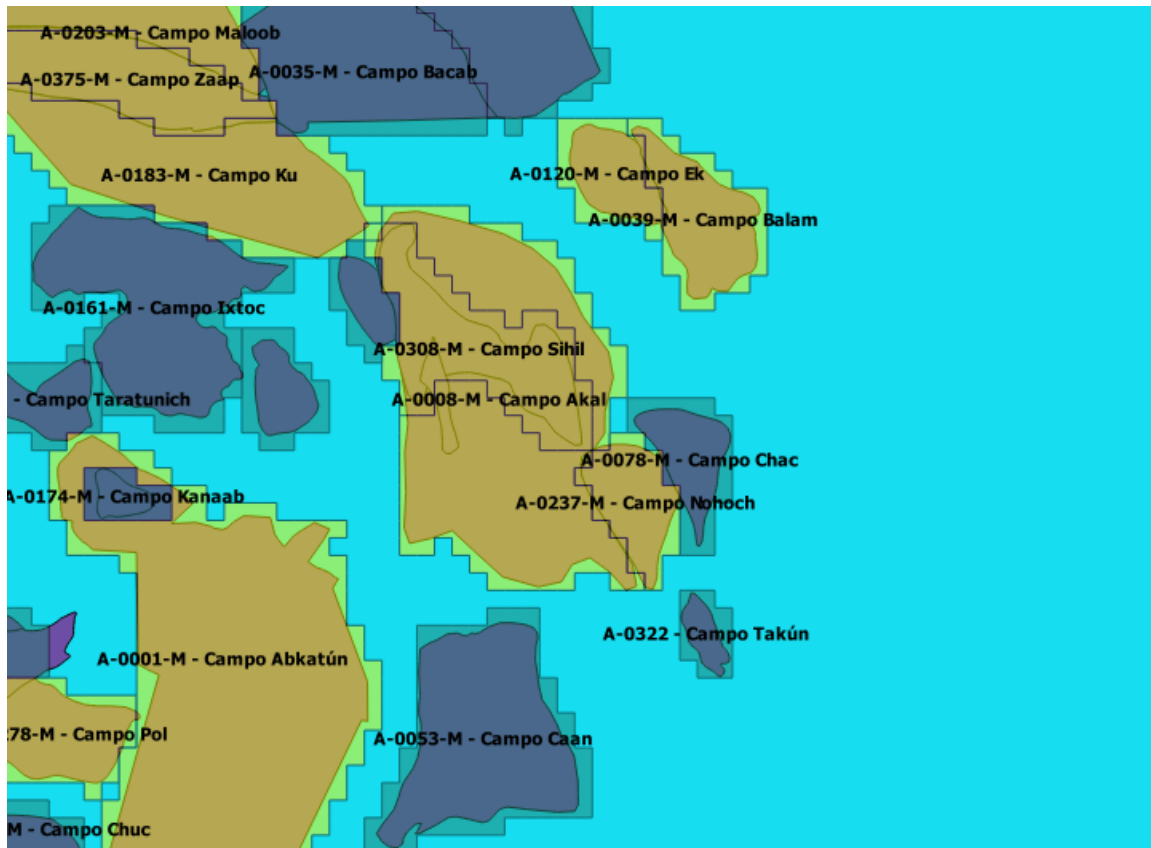 A-0203-M - Campo Maloob
A-0375-M - Campo Zaap
A-0035-M - Campo Bacab
A-0183-M - Campo Ku
A-0120-M - Campo Ek
A-0039-M - Campo Balam
A-0161-M - Campo Ixtoc
A-0308-M - Campo Sihil
- Campo Taratunich
A-0008-M - Campo Akal
A-0078-M - Campo Chac
A-0174-M - Campo Kanaab
A-0237-M - Campo Nohoch
A-0322 - Campo Takún
A-0001-M - Campo Abkatún
278-M - Campo Pol
A-0053-M - Campo Caan
M - Campo Chuc